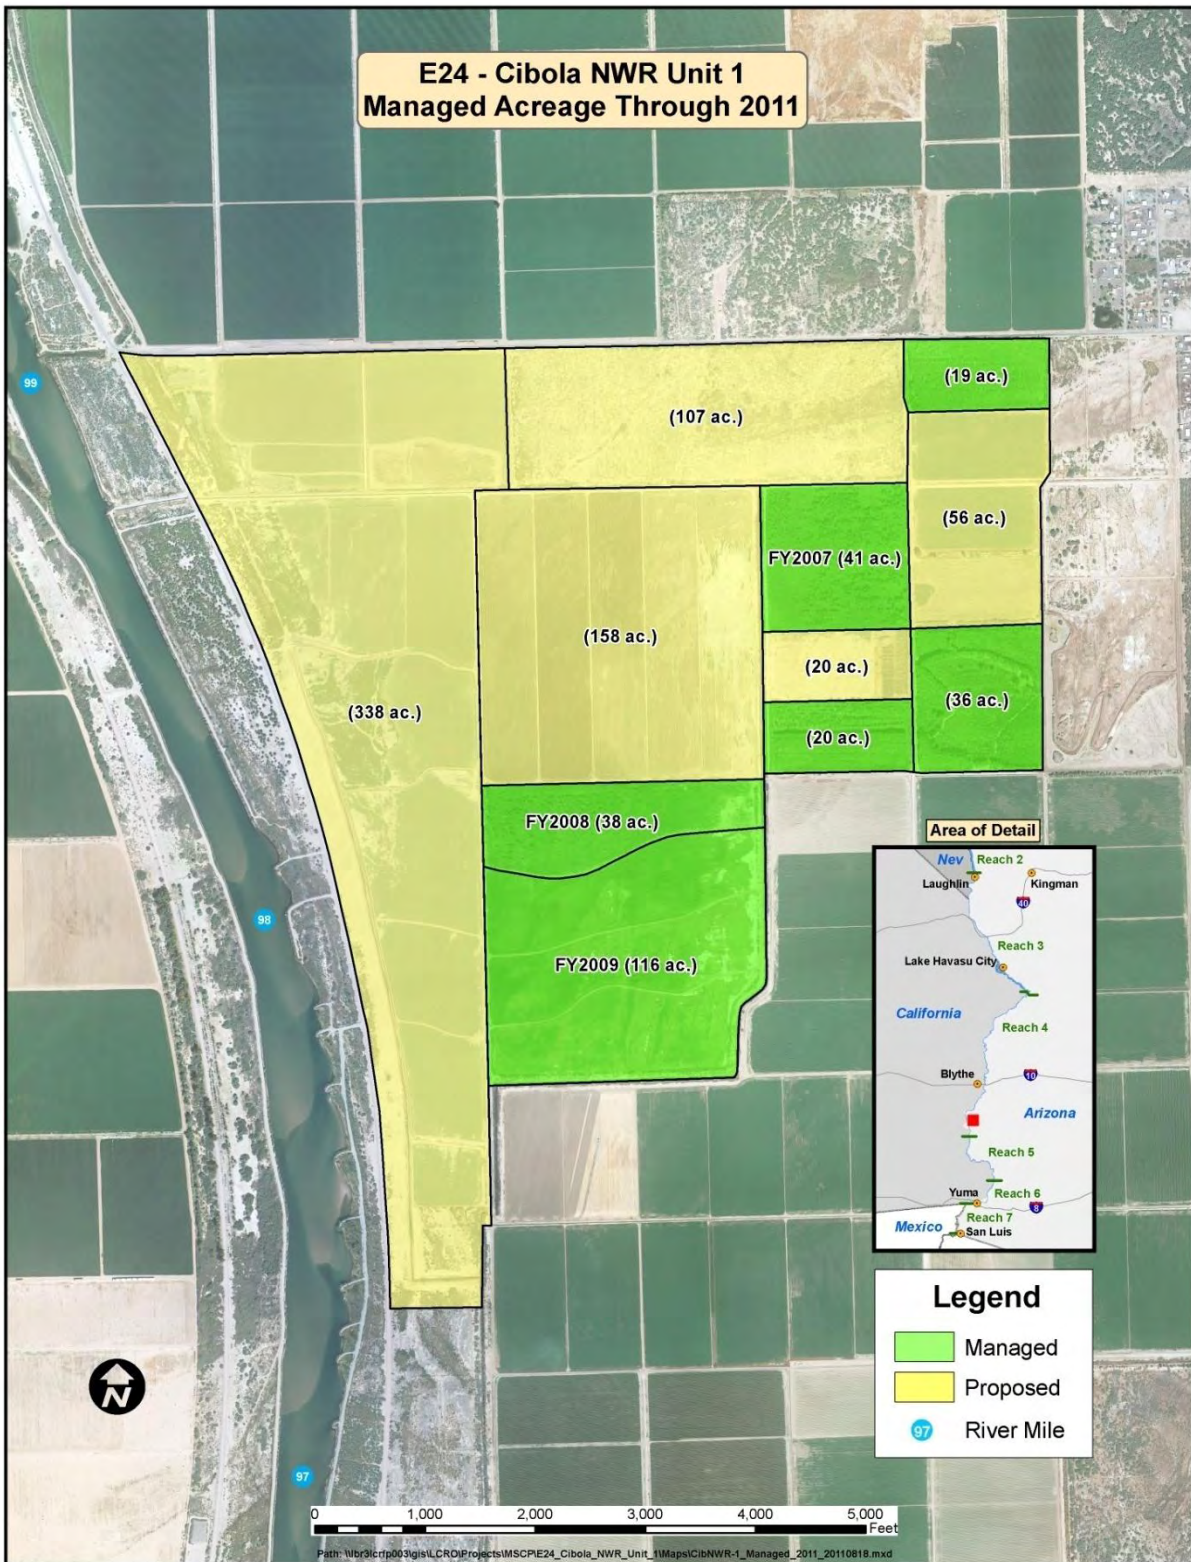 E24 - Cibola NWR Unit 1
Managed Acreage Through 2011
99
(19 ac.)
(107 ac.)
(56 ac.)
FY2007 (41 ac.)
(158 ac.)
(20 ac.)
(338 ac.)
(36 ac.)
(20 ac.)
FY2008 (38 ac.)
98
FY2009 (116 ac.)
Area of Detail
Nev
Reach 2
Laughlin
Kingman
40
Reach 3
Lake Havasu City
California
Reach 4
Blythe
10
Arizona
Reach 5
Yuma
Reach 6
8
Reach 7
Mexico
San Luis
Legend
Managed
Proposed
97 River Mile
N
97
0 1,000 2,000 3,000 4,000 5,000
Feet
Path: \\lbr3lcrfp003\gis\LCRO\Projects\MSCP\E24_Cibola_NWR_Unit_1\Maps\CibNWR-1_Managed_2011_20110818.mxd